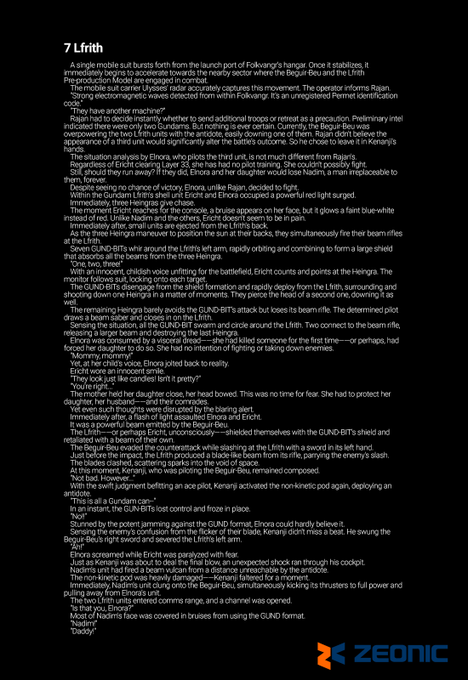 7 Lfrith
A single mobile suit bursts forth from the launch port of Folkvangr's hangar. Once it stabilizes, it
immediately begins to accelerate towards the nearby sector where the Beguir-Beu and the Lfrith
Pre-production Model are engaged in combat.
The mobile suit carrier Ulysses' radar accurately captures this movement. The operator informs Rajan.
"Strong electromagnetic waves detected from within Folkvangr. It's an unregistered Permet identification
code."
"They have another machine?"
Rajan had to decide instantly whether to send additional troops or retreat as a precaution. Preliminary intel
indicated there were only two Gundams. But nothing is ever certain. Currently, the Beguir-Beu was
overpowering the two Lfrith units with the antidote, easily downing one of them. Rajan didn't believe the
appearance of a third unit would significantly alter the battle's outcome. So he chose to leave it in Kenanji's
hands.
The situation analysis by Elnora, who pilots the third unit, is not much different from Rajan's.
Regardless of Ericht clearing Layer 33, she has had no pilot training. She couldn't possibly fight.
Still, should they run away? If they did, Elnora and her daughter would lose Nadim, a man irreplaceable to
them, forever.
Despite seeing no chance of victory, Elnora, unlike Rajan, decided to fight.
Within the Gundam Lfrith's shell unit Ericht and Elnora occupied a powerful red light surged.
Immediately, three Heingras give chase.
The moment Ericht reaches for the console, a bruise appears on her face, but it glows a faint blue-white
instead of red. Unlike Nadim and the others, Ericht doesn't seem to be in pain.
Immediately after, small units are ejected from the Lfrith's back.
As the three Heingra maneuver to position the sun at their backs, they simultaneously fire their beam rifles
at the Lfrith.
Seven GUND-BITs whir around the Lfrith's left arm, rapidly orbiting and combining to form a large shield
that absorbs all the beams from the three Heingra.
"One, two, three!"
With an innocent, childish voice unfitting for the battlefield, Ericht counts and points at the Heingra. The
monitor follows suit, locking onto each target.
The GUND-BITs disengage from the shield formation and rapidly deploy from the Lfrith, surrounding and
shooting down one Heingra in a matter of moments. They pierce the head of a second one, downing it as
well.
The remaining Heingra barely avoids the GUND-BIT's attack but loses its beam rifle. The determined pilot
draws a beam saber and closes in on the Lfrith.
Sensing the situation, all the GUND-BIT swarm and circle around the Lfrith. Two connect to the beam rifle,
releasing a larger beam and destroying the last Heingra.
Elnora was consumed by a visceral dread——she had killed someone for the first time——or perhaps, had
forced her daughter to do so. She had no intention of fighting or taking down enemies.
"Mommy, mommy!"
Yet, at her child's voice, Elnora jolted back to reality.
Ericht wore an innocent smile.
"They look just like candles! Isn't it pretty?"
"You're right..."
The mother held her daughter close, her head bowed. This was no time for fear. She had to protect her
daughter, her husband——and their comrades.
Yet even such thoughts were disrupted by the blaring alert.
Immediately after, a flash of light assaulted Elnora and Ericht.
It was a powerful beam emitted by the Beguir-Beu.
The Lfrith——or perhaps Ericht, unconsciously——shielded themselves with the GUND-BIT's shield and
retaliated with a beam of their own.
The Beguir-Beu evaded the counterattack while slashing at the Lfrith with a sword in its left hand.
Just before the impact, the Lfrith produced a blade-like beam from its rifle, parrying the enemy's slash.
The blades clashed, scattering sparks into the void of space.
At this moment, Kenanji, who was piloting the Beguir-Beu, remained composed.
"Not bad. However..."
With the swift judgment befitting an ace pilot, Kenanji activated the non-kinetic pod again, deploying an
antidote.
"This is all a Gundam can--"
In an instant, the GUN-BITs lost control and froze in place.
"No!"
Stunned by the potent jamming against the GUND format, Elnora could hardly believe it.
Sensing the enemy's confusion from the flicker of their blade, Kenanji didn't miss a beat. He swung the
Beguir-Beu's right sword and severed the Lfrith's left arm.
"Ah!"
Elnora screamed while Ericht was paralyzed with fear.
Just as Kenanji was about to deal the final blow, an unexpected shock ran through his cockpit.
Nadim's unit had fired a beam vulcan from a distance unreachable by the antidote.
The non-kinetic pod was heavily damaged——Kenanji faltered for a moment.
Immediately, Nadim's unit clung to the Beguir-Beu, simultaneously kicking its thrusters to full power and
pulling away from Elnora's unit.
The two Lfrith units entered comms range, and a channel was opened.
"Is that you, Elnora?"
Most of Nadim's face was covered in bruises from using the GUND format.
"Nadim!"
"Daddy!"
ZEONIC